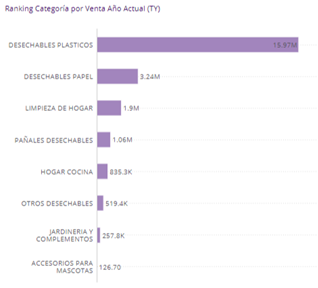 Ranking Categoría por Venta Año Actual (TY)
DESECHABLES PLASTICOS 15.97M
DESECHABLES PAPEL 3.24M
LIMPIEZA DE HOGAR 1.9M
PAÑALES DESECHABLES 1.06M
HOGAR COCINA 835.3K
OTROS DESECHABLES 519.4K
JARDINERIA Y
COMPLEMENTOS 257.8K
ACCESORIOS PARA
MASCOTAS 126.70